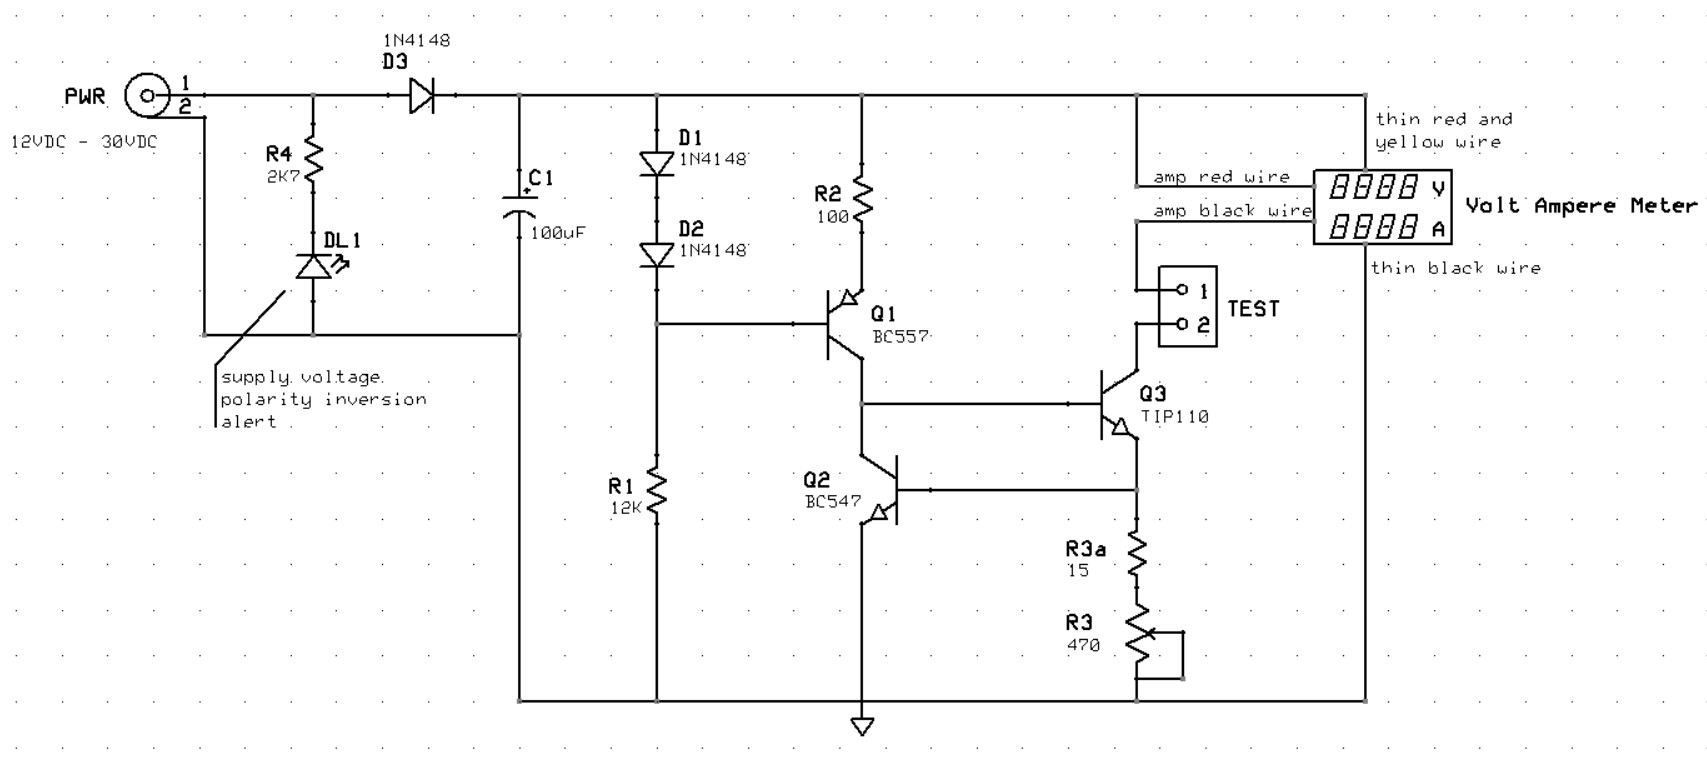 1N4148
D3
PWR
1
2
12VDC - 30VDC
R4
2K7
DL1
supply voltage
polarity inversion
alert
C1
+
100uF
D1
1N4148
D2
1N4148
R2
100
Q1
BC557
R1
12K
Q2
BC547
amp red wire
amp black wire
thin red and
yellow wire
8888 V
8888 A
Volt Ampere Meter
thin black wire
1
2
TEST
Q3
TIP110
R3a
15
R3
470